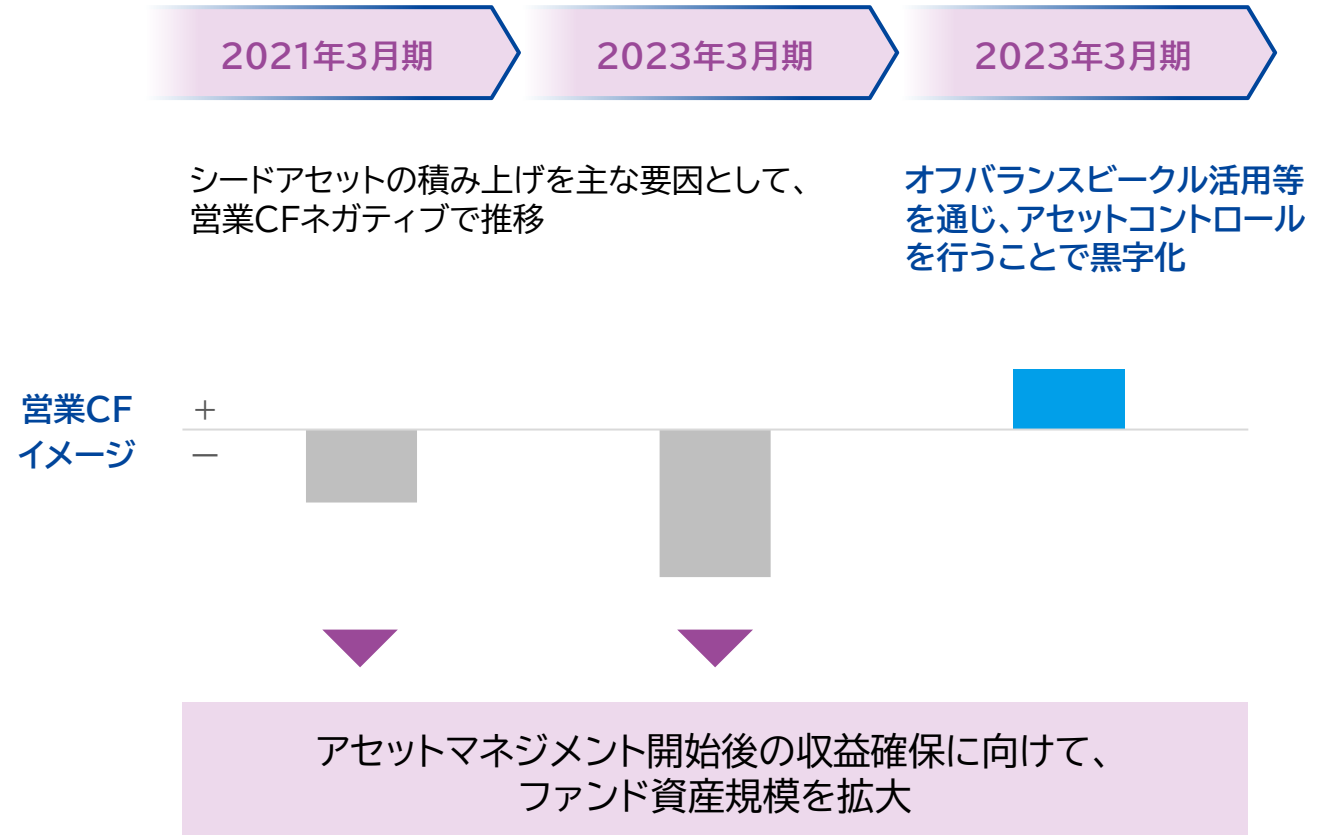 2021年3月期
2023年3月期
2023年3月期
シードアセットの積み上げを主な要因として、
営業CFネガティブで推移
オフバランスビークル活用等
を通じ、アセットコントロール
を行うことで黒字化
営業CF
イメージ
＋
－
アセットマネジメント開始後の収益確保に向けて、
ファンド資産規模を拡大